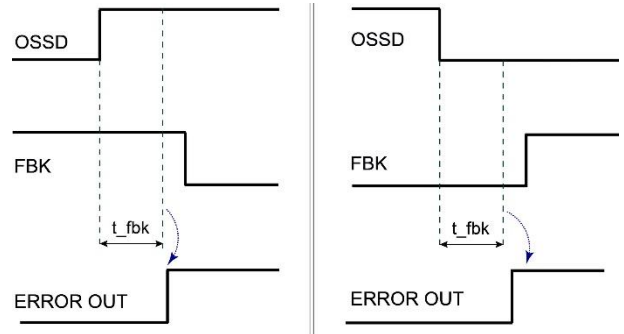 OSSD
FBK
t_fbk
ERROR OUT
OSSD
FBK
t_fbk
ERROR OUT